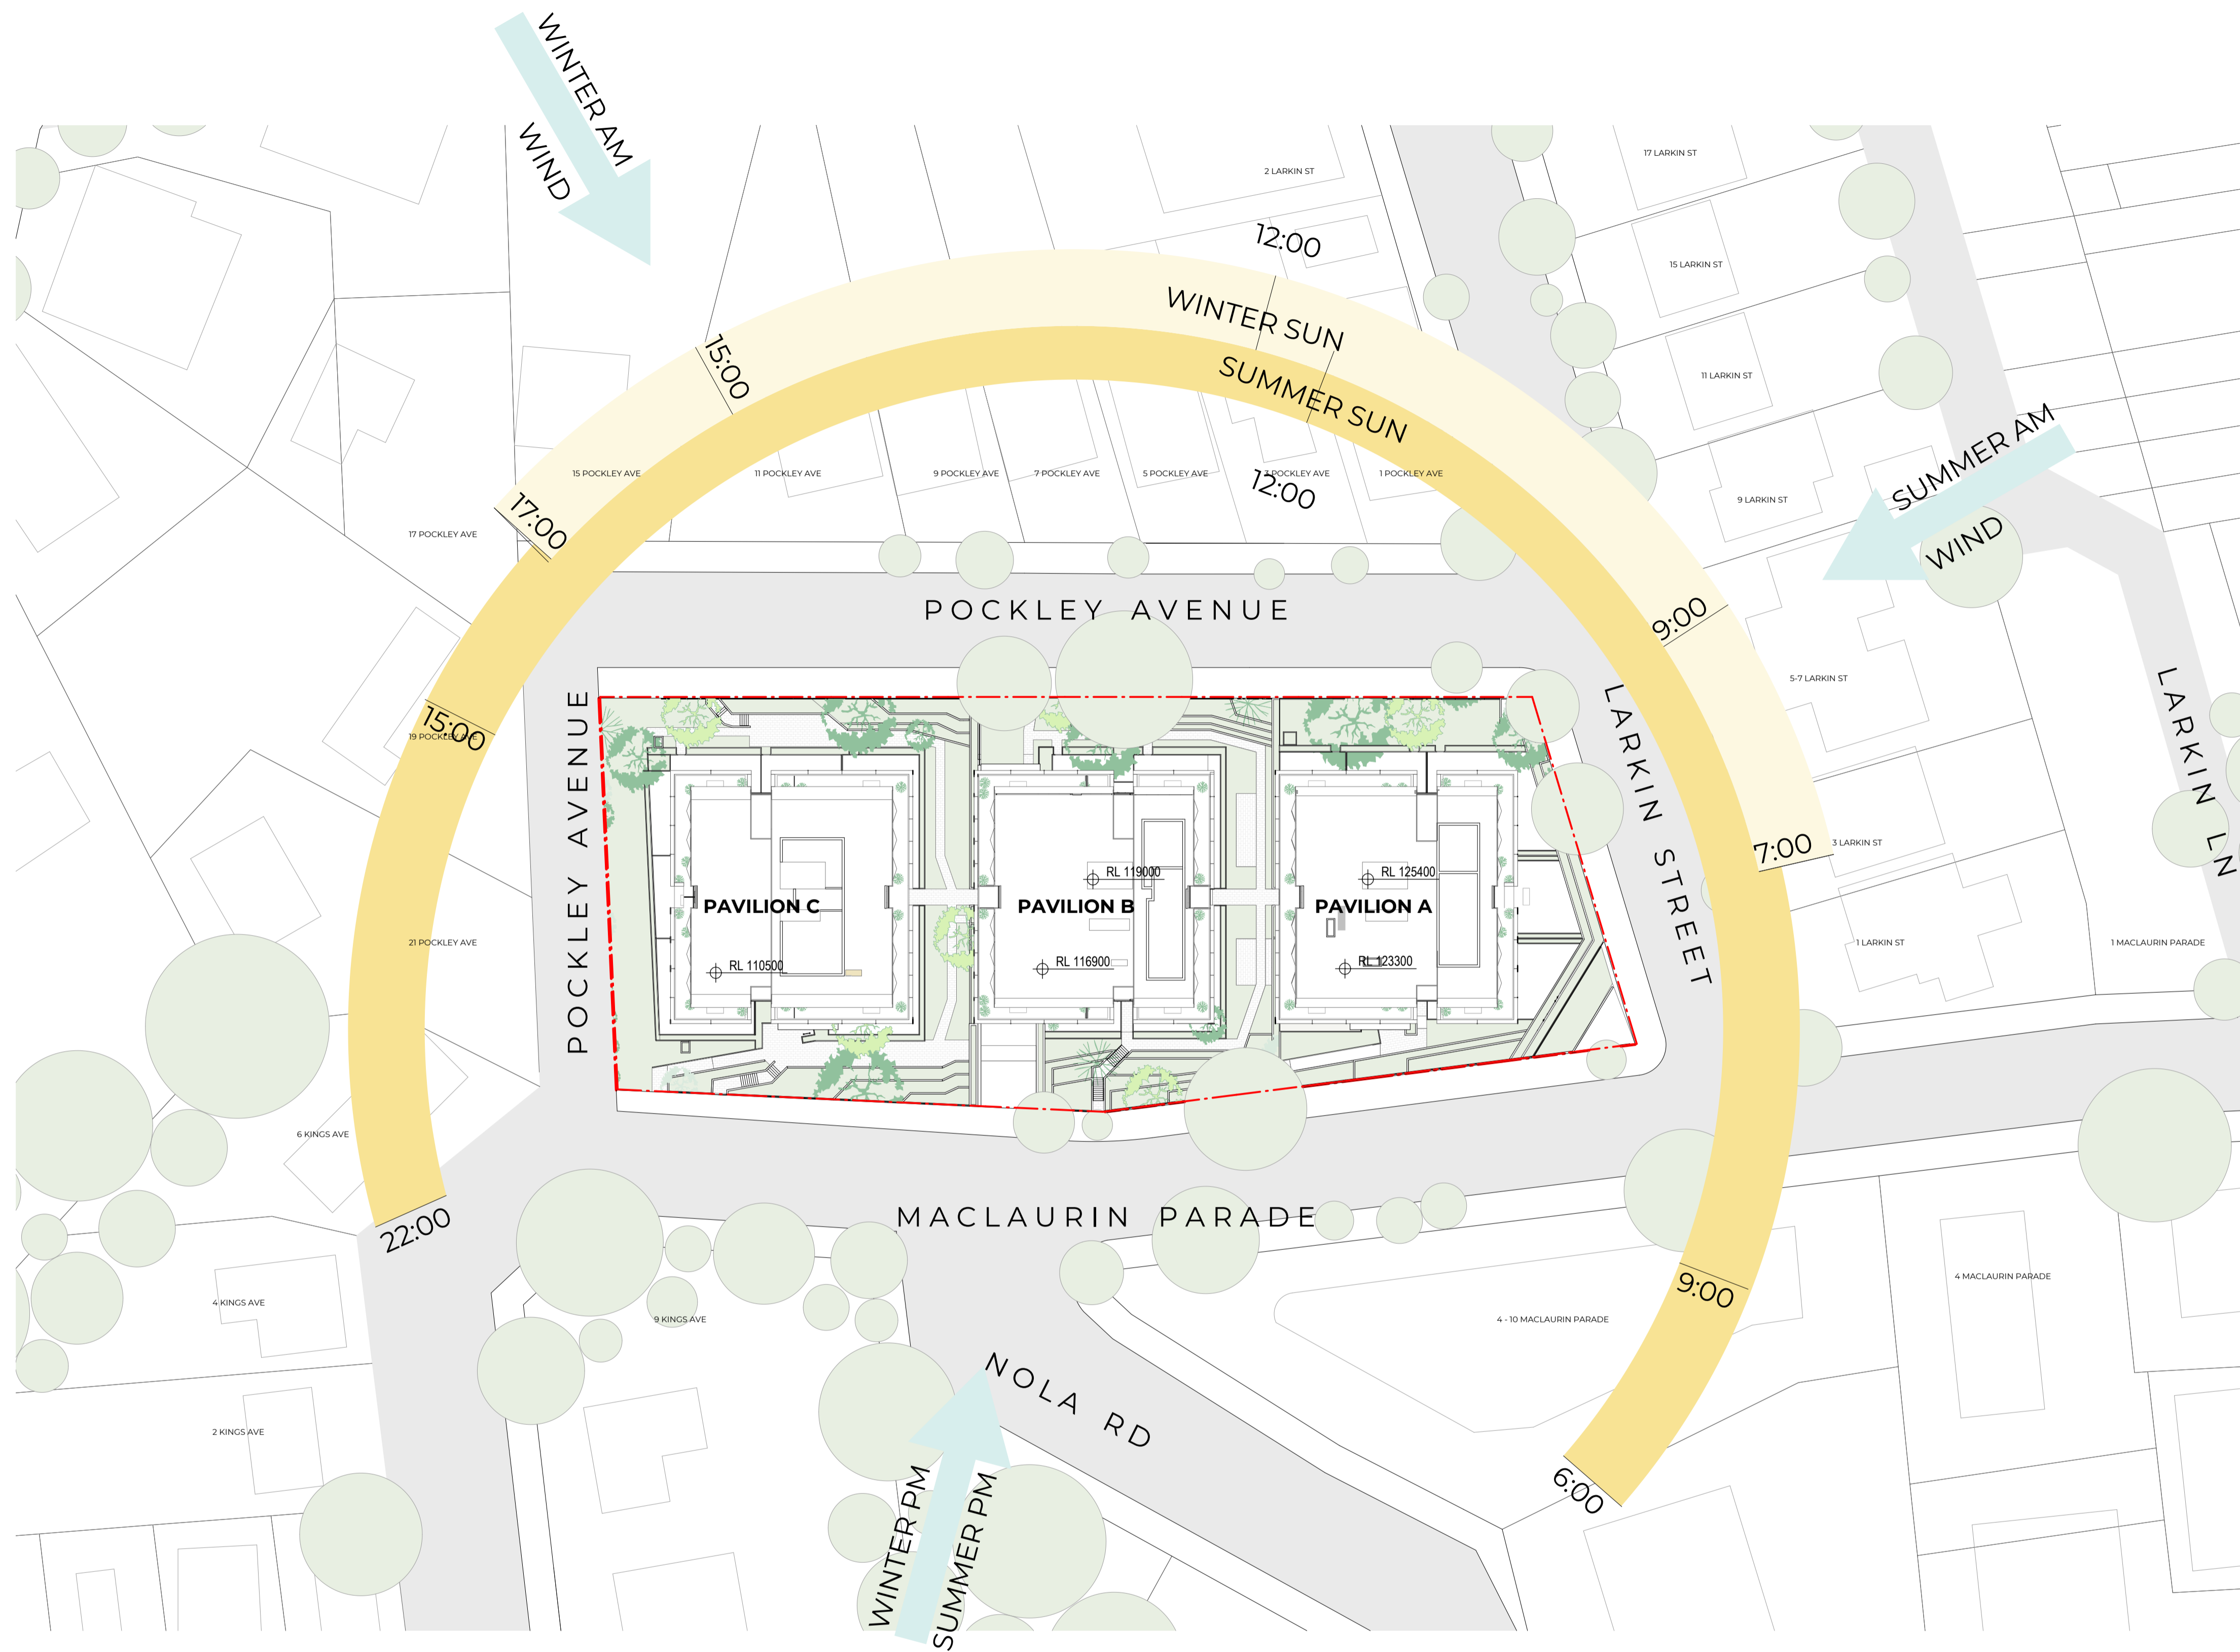 WINTER AM
WIND
2 LARKIN ST
17 LARKIN ST
12:00
15 LARKIN ST
WINTER SUN
15:00
SUMMER SUN
11 LARKIN ST
SUMMER AM
WIND
15 POCKLEY AVE
11 POCKLEY AVE
9 POCKLEY AVE
7 POCKLEY AVE
5 POCKLEY AVE
3 POCKLEY AVE
1 POCKLEY AVE
12:00
9 LARKIN ST
17:00
17 POCKLEY AVE
POCKLEY AVENUE
9:00
5-7 LARKIN ST
15:00
19 POCKLEY AVE
POCKLEY AVENUE
LARKIN STREET
LARKIN LN
7:00
3 LARKIN ST
RL 119000
RL 125400
PAVILION C
PAVILION B
PAVILION A
21 POCKLEY AVE
1 LARKIN ST
1 MACLAURIN PARADE
RL 110500
RL 116900
RL 123300
6 KINGS AVE
22:00
MACLAURIN PARADE
9:00
4 MACLAURIN PARADE
4 KINGS AVE
9 KINGS AVE
4 - 10 MACLAURIN PARADE
NOLA RD
2 KINGS AVE
6:00
WINTER PM
SUMMER PM